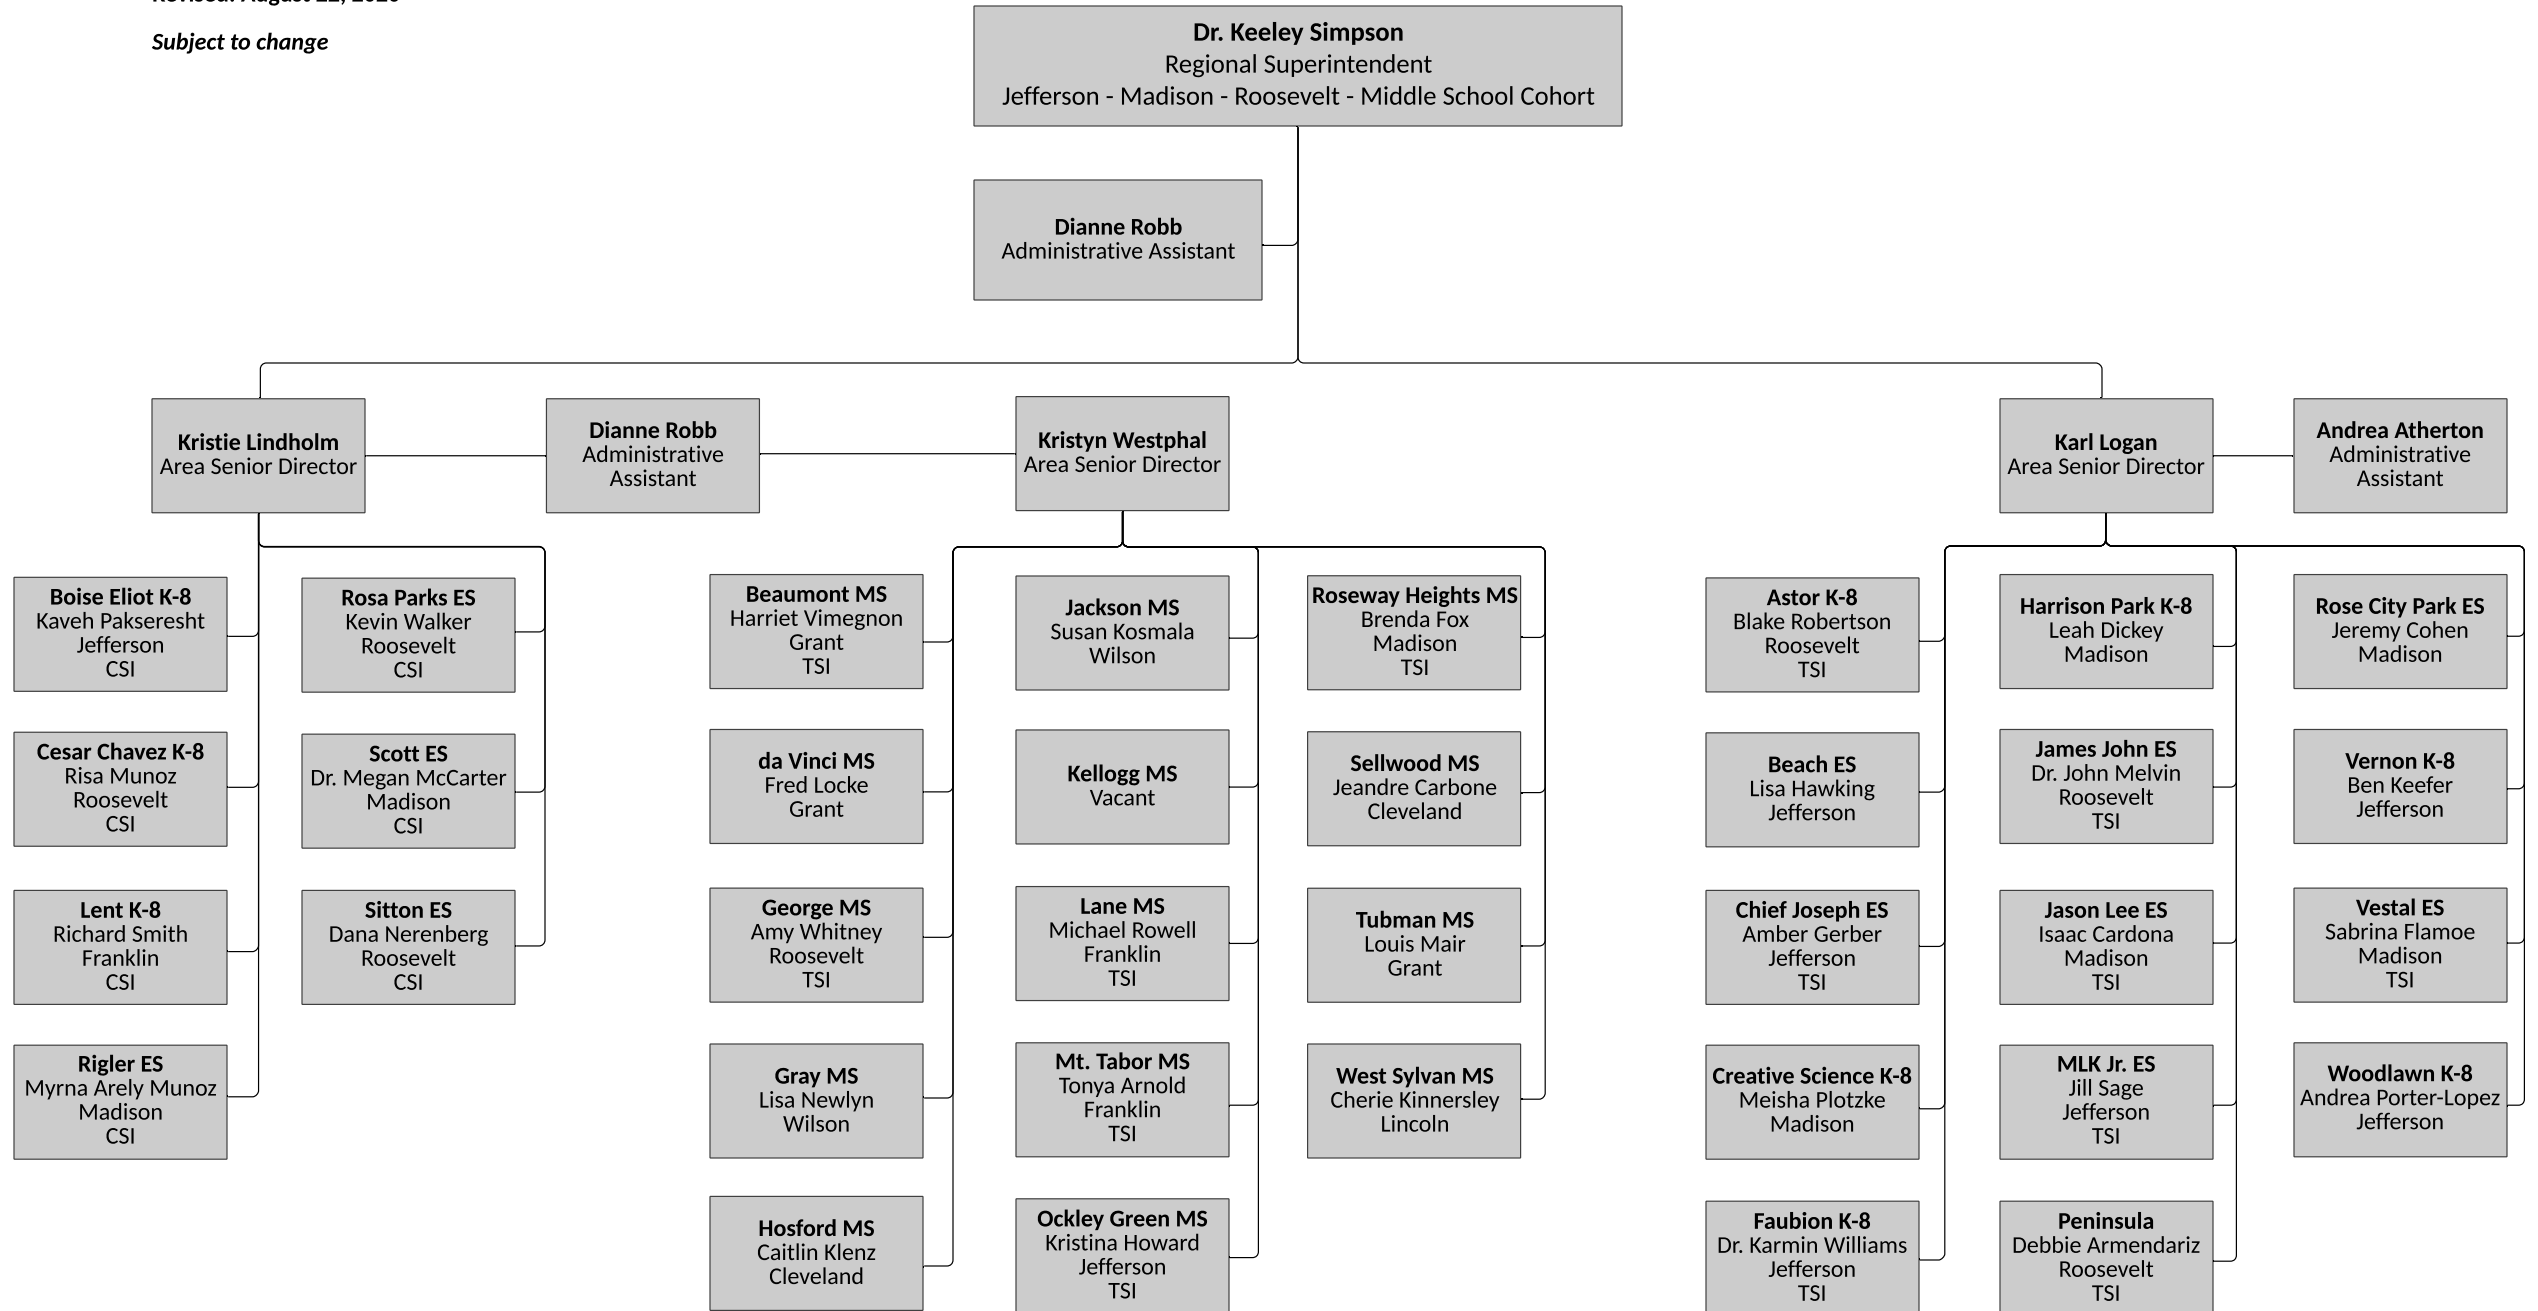 Subject to change
Dr. Keeley Simpson
Regional Superintendent
Jefferson - Madison - Roosevelt - Middle School Cohort
Dianne Robb
Administrative Assistant
Kristie Lindholm
Area Senior Director
Dianne Robb
Administrative
Assistant
Kristyn Westphal
Area Senior Director
Karl Logan
Area Senior Director
Andrea Atherton
Administrative
Assistant
Boise Eliot K-8
Kaveh Pakseresht
Jefferson
CSI
Cesar Chavez K-8
Risa Munoz
Roosevelt
CSI
Lent K-8
Richard Smith
Franklin
CSI
Rigler ES
Myrna Arely Munoz
Madison
CSI
Rosa Parks ES
Kevin Walker
Roosevelt
CSI
Scott ES
Dr. Megan McCarter
Madison
CSI
Sitton ES
Dana Nerenberg
Roosevelt
CSI
Beaumont MS
Harriet Vimegnon
Grant
TSI
da Vinci MS
Fred Locke
Grant
George MS
Amy Whitney
Roosevelt
TSI
Gray MS
Lisa Newlyn
Wilson
Hosford MS
Caitlin Klenz
Cleveland
Jackson MS
Susan Kosmala
Wilson
Kellogg MS
Vacant
Lane MS
Michael Rowell
Franklin
TSI
Mt. Tabor MS
Tonya Arnold
Franklin
TSI
Ockley Green MS
Kristina Howard
Jefferson
TSI
Roseway Heights MS
Brenda Fox
Madison
TSI
Sellwood MS
Jeandre Carbone
Cleveland
Tubman MS
Louis Mair
Grant
West Sylvan MS
Cherie Kinnersley
Lincoln
Astor K-8
Blake Robertson
Roosevelt
TSI
Beach ES
Lisa Hawking
Jefferson
Chief Joseph ES
Amber Gerber
Jefferson
TSI
Creative Science K-8
Meisha Plotzke
Madison
Faubion K-8
Dr. Karmin Williams
Jefferson
TSI
Harrison Park K-8
Leah Dickey
Madison
James John ES
Dr. John Melvin
Roosevelt
TSI
Jason Lee ES
Isaac Cardona
Madison
TSI
MLK Jr. ES
Jill Sage
Jefferson
TSI
Peninsula
Debbie Armendariz
Roosevelt
TSI
Rose City Park ES
Jeremy Cohen
Madison
Vernon K-8
Ben Keefer
Jefferson
Vestal ES
Sabrina Flamoe
Madison
TSI
Woodlawn K-8
Andrea Porter-Lopez
Jefferson